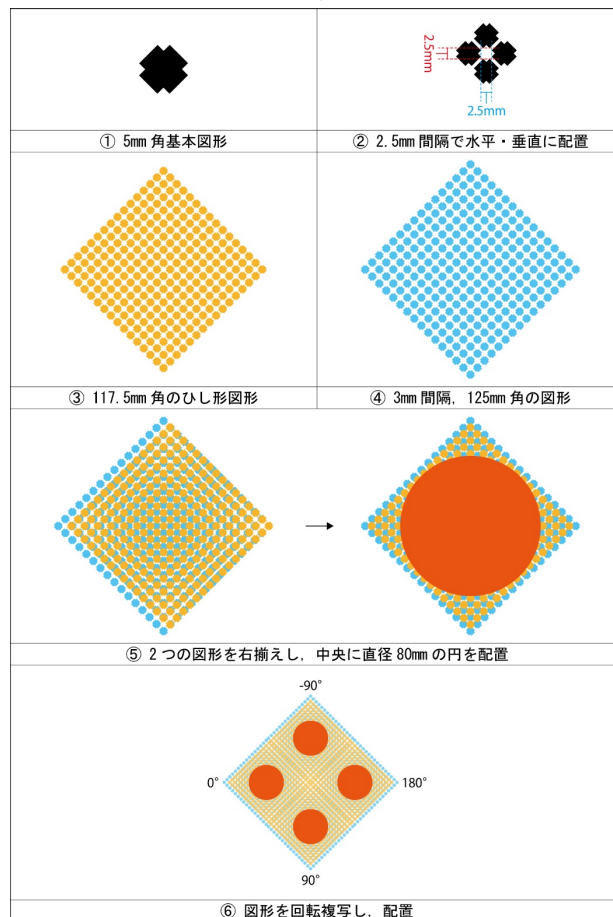 2.5mm
2.5mm
① 5mm 角基本図形
② 2.5mm 間隔で水平・垂直に配置
③ 117.5mm 角のひし形図形
④ 3mm 間隔，125mm 角の図形
⑤ 2 つの図形を右揃えし，中央に直径 80mm の円を配置
-90°
0°
180°
90°
⑥ 図形を回転複写し，配置